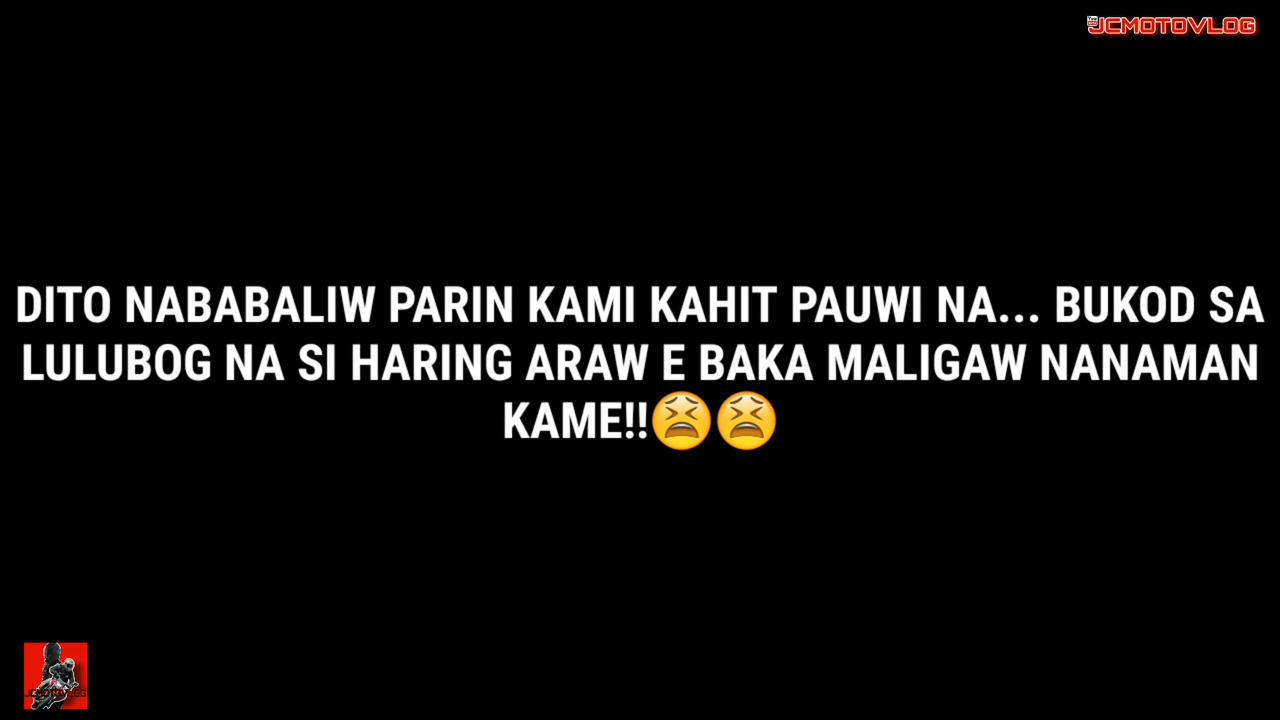 JCMOTOVLOG
DITO NABABALIW PARIN KAMI KAHIT PAUWI NA... BUKOD SA
LULUBOG NA SI HARING ARAW E BAKA MALIGAW NANAMAN
KAME!!😫😫
JCMOTOVLOG